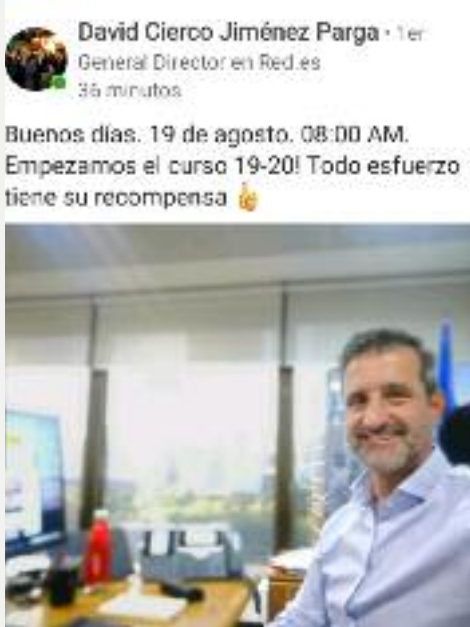 David Cierco Jiménez Parga · 1er
General Director en Red.es
36 minutos
Buenos días. 19 de agosto. 08:00 AM.
Empezamos el curso 19-20! Todo esfuerzo
tiene su recompensa 👍